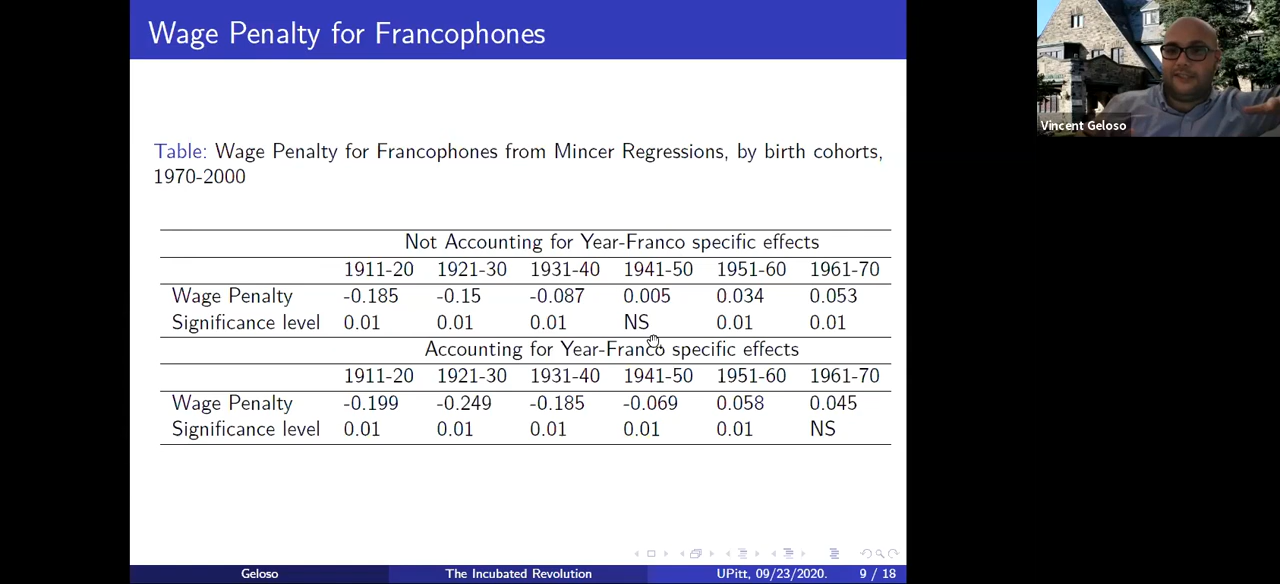 Wage Penalty for Francophones
Vincent Geloso
Table: Wage Penalty for Francophones from Mincer Regressions, by birth cohorts,
1970-2000
Not Accounting for Year-Franco specific effects
1911-20 1921-30 1931-40 1941-50 1951-60 1961-70
Wage Penalty -0.185 -0.15 -0.087 0.005 0.034 0.053
Significance level 0.01 0.01 0.01 NS 0.01 0.01
Accounting for Year-Franco specific effects
1911-20 1921-30 1931-40 1941-50 1951-60 1961-70
Wage Penalty -0.199 -0.249 -0.185 -0.069 0.058 0.045
Significance level 0.01 0.01 0.01 0.01 0.01 NS
Geloso The Incubated Revolution UPitt, 09/23/2020. 9 / 18